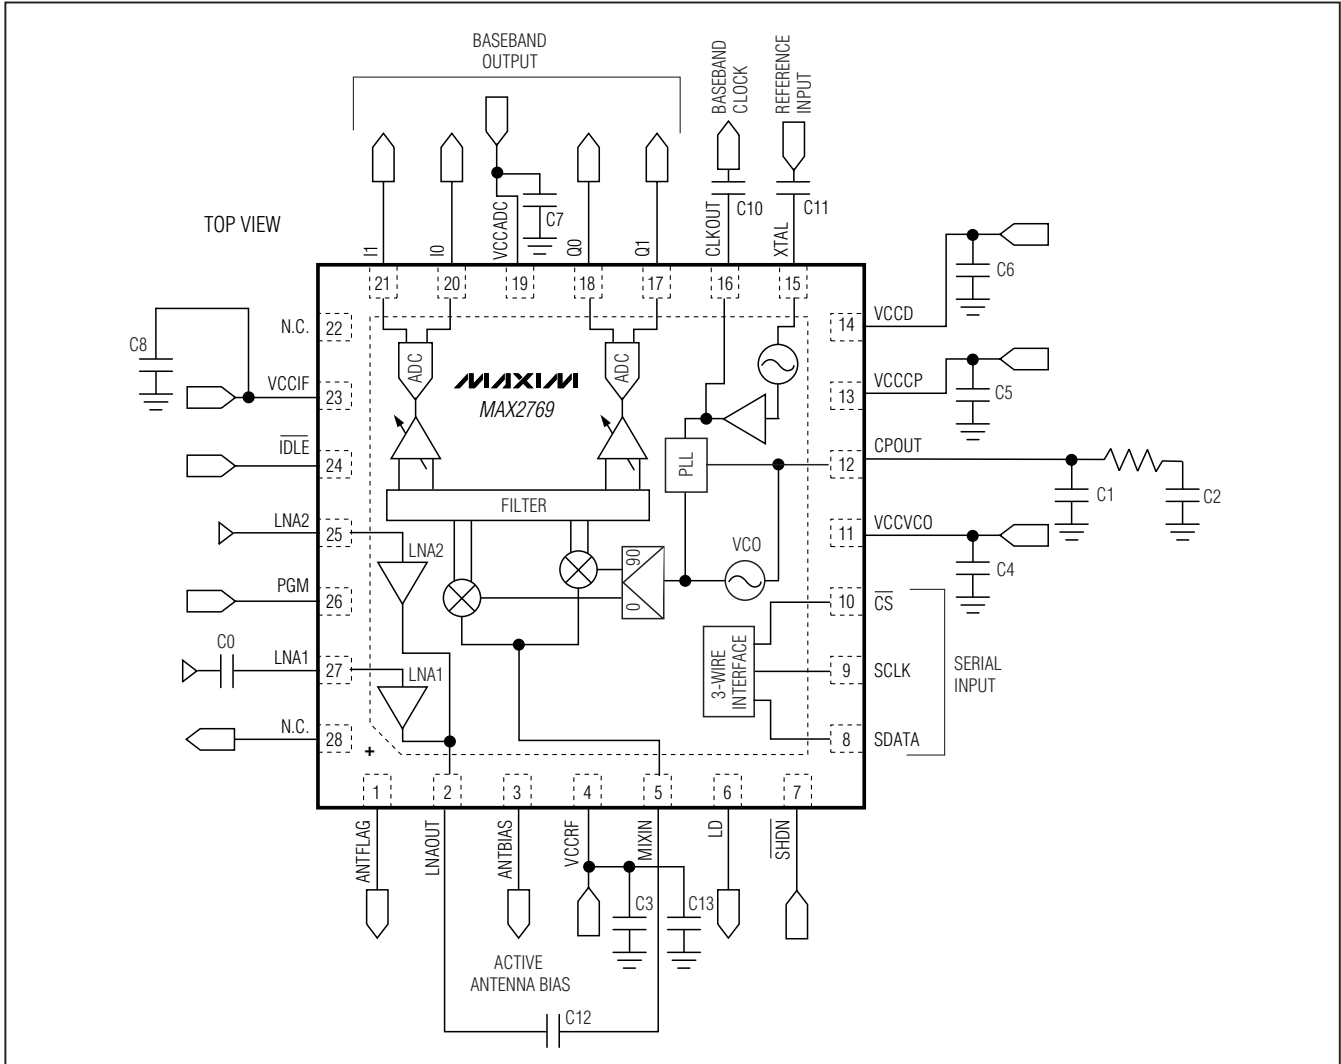 BASEBAND
OUTPUT
BASEBAND
CLOCK
REFERENCE
INPUT
TOP VIEW
C7
C10
C11
C6
I1
I0
VCCADC
Q0
Q1
CLKOUT
XTAL
21
20
19
18
17
16
15
N.C.
22
14
VCCD
C8
VCCIF
23
ADC
MAXIM
MAX2769
ADC
13
VCCCP
C5
IDLE
24
PLL
12
CPOUT
C1
C2
FILTER
LNA2
25
LNA2
VCO
90
0
11
VCCVCO
C4
PGM
26
10
CS
C0
LNA1
27
LNA1
3-WIRE
INTERFACE
9
SCLK
SERIAL
INPUT
N.C.
28
+
8
SDATA
1
2
3
4
5
6
7
ANTFLAG
LNAOUT
ANTBIAS
VCCRF
MIXIN
LD
SHDN
C3
C13
ACTIVE
ANTENNA BIAS
C12